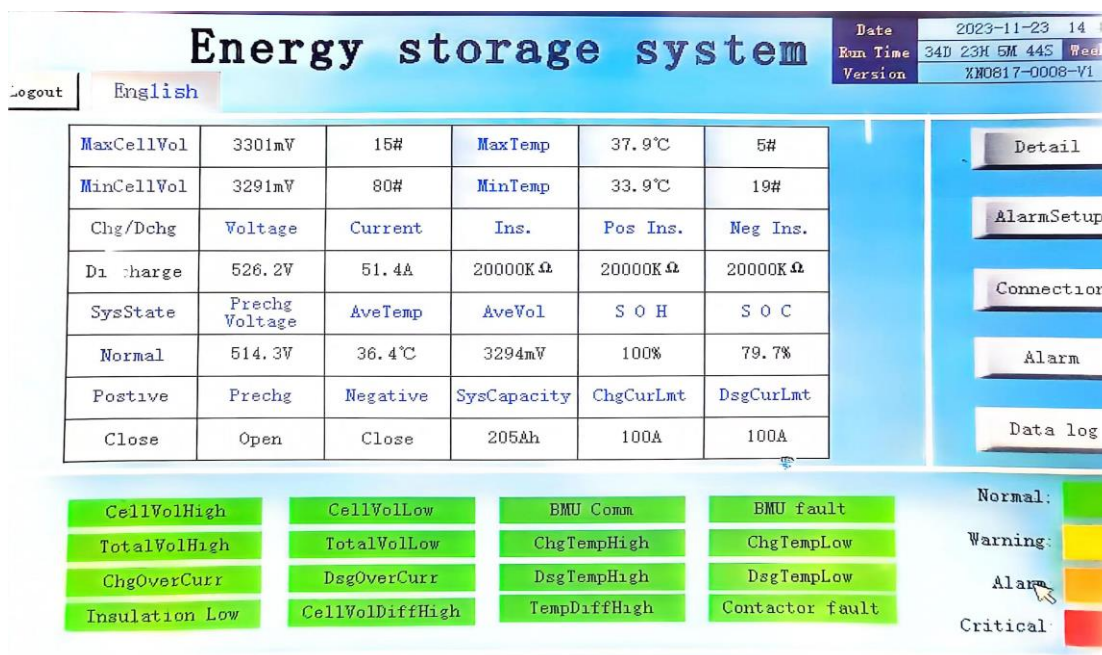 Energy storage system
Date 2023-11-23 14
Run Time 34D 23H 5M 44S
Version XN0817-0008-V1
Logout English
MaxCellVol 3301mV 15# MaxTemp 37.9℃ 5#
MinCellVol 3291mV 80# MinTemp 33.9℃ 19#
Chg/Dchg Voltage Current Ins. Pos Ins. Neg Ins.
526.2V 51.4A 20000KΩ 20000KΩ 20000KΩ
SysState Prechg Voltage AveTemp AveVol S O H S O C
Normal 514.3V 36.4℃ 3294mV 100% 79.7%
Postive Prechg Negative SysCapacity ChgCurLmt DsgCurLmt
Close Open Close 205Ah 100A 100A
Detail
AlarmSetup
Connection
Alarm
Data log
CellVolHigh CellVolLow BMU Comm BMU fault
TotalVolHigh TotalVolLow ChgTempHigh ChgTempLow
ChgOverCurr DsgOverCurr DsgTempHigh DsgTempLow
Insulation Low CellVolDiffHigh TempDiffHigh Contactor fault
Normal:
Warning:
Alarm
Critical: